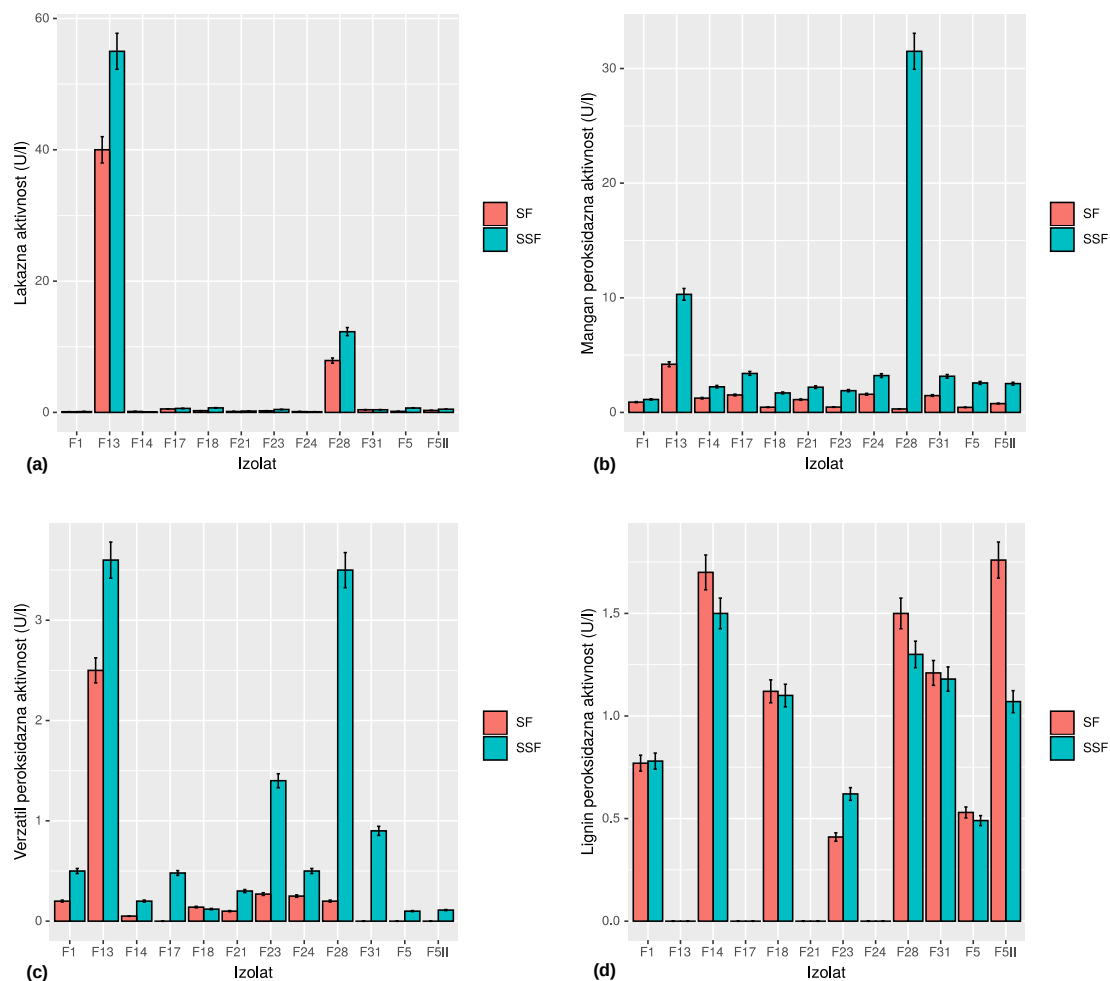 60
40
20
0
Lakazna aktivnost (U/l)
F1 F13 F14 F17 F18 F21 F23 F24 F28 F31 F5 F5II
Izolat
(a)
SF
SSF
30
20
10
0
Mangan peroksidazna aktivnost (U/l)
F1 F13 F14 F17 F18 F21 F23 F24 F28 F31 F5 F5II
Izolat
(b)
SF
SSF
3
2
1
0
Verzatil peroksidazna aktivnost (U/l)
F1 F13 F14 F17 F18 F21 F23 F24 F28 F31 F5 F5II
Izolat
(c)
SF
SSF
1.5
1.0
0.5
0.0
Lignin peroksidazna aktivnost (U/l)
F1 F13 F14 F17 F18 F21 F23 F24 F28 F31 F5 F5II
Izolat
(d)
SF
SSF